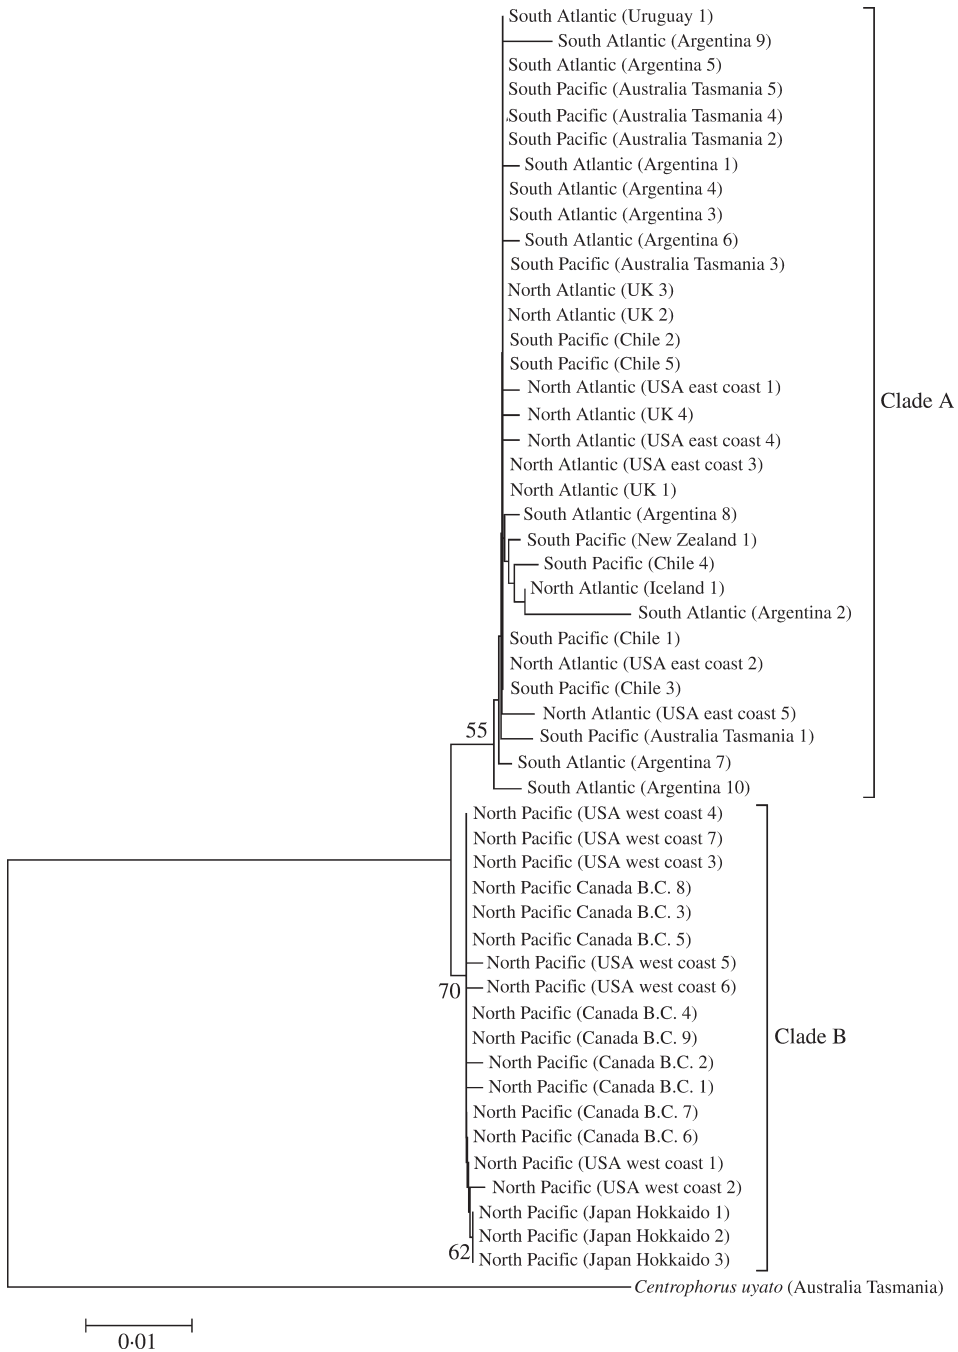 South Atlantic (Uruguay 1)
South Atlantic (Argentina 9)
South Atlantic (Argentina 5)
South Pacific (Australia Tasmania 5)
South Pacific (Australia Tasmania 4)
South Pacific (Australia Tasmania 2)
South Atlantic (Argentina 1)
South Atlantic (Argentina 4)
South Atlantic (Argentina 3)
South Atlantic (Argentina 6)
South Pacific (Australia Tasmania 3)
North Atlantic (UK 3)
North Atlantic (UK 2)
South Pacific (Chile 2)
South Pacific (Chile 5)
North Atlantic (USA east coast 1)
Clade A
North Atlantic (UK 4)
North Atlantic (USA east coast 4)
North Atlantic (USA east coast 3)
North Atlantic (UK 1)
South Atlantic (Argentina 8)
South Pacific (New Zealand 1)
South Pacific (Chile 4)
North Atlantic (Iceland 1)
South Atlantic (Argentina 2)
South Pacific (Chile 1)
North Atlantic (USA east coast 2)
South Pacific (Chile 3)
North Atlantic (USA east coast 5)
55
South Pacific (Australia Tasmania 1)
South Atlantic (Argentina 7)
South Atlantic (Argentina 10)
North Pacific (USA west coast 4)
North Pacific (USA west coast 7)
North Pacific (USA west coast 3)
North Pacific Canada B.C. 8)
North Pacific Canada B.C. 3)
North Pacific Canada B.C. 5)
North Pacific (USA west coast 5)
70
North Pacific (USA west coast 6)
North Pacific (Canada B.C. 4)
North Pacific (Canada B.C. 9)
Clade B
North Pacific (Canada B.C. 2)
North Pacific (Canada B.C. 1)
North Pacific (Canada B.C. 7)
North Pacific (Canada B.C. 6)
North Pacific (USA west coast 1)
North Pacific (USA west coast 2)
North Pacific (Japan Hokkaido 1)
North Pacific (Japan Hokkaido 2)
62
North Pacific (Japan Hokkaido 3)
Centrophorus uyato (Australia Tasmania)
0·01